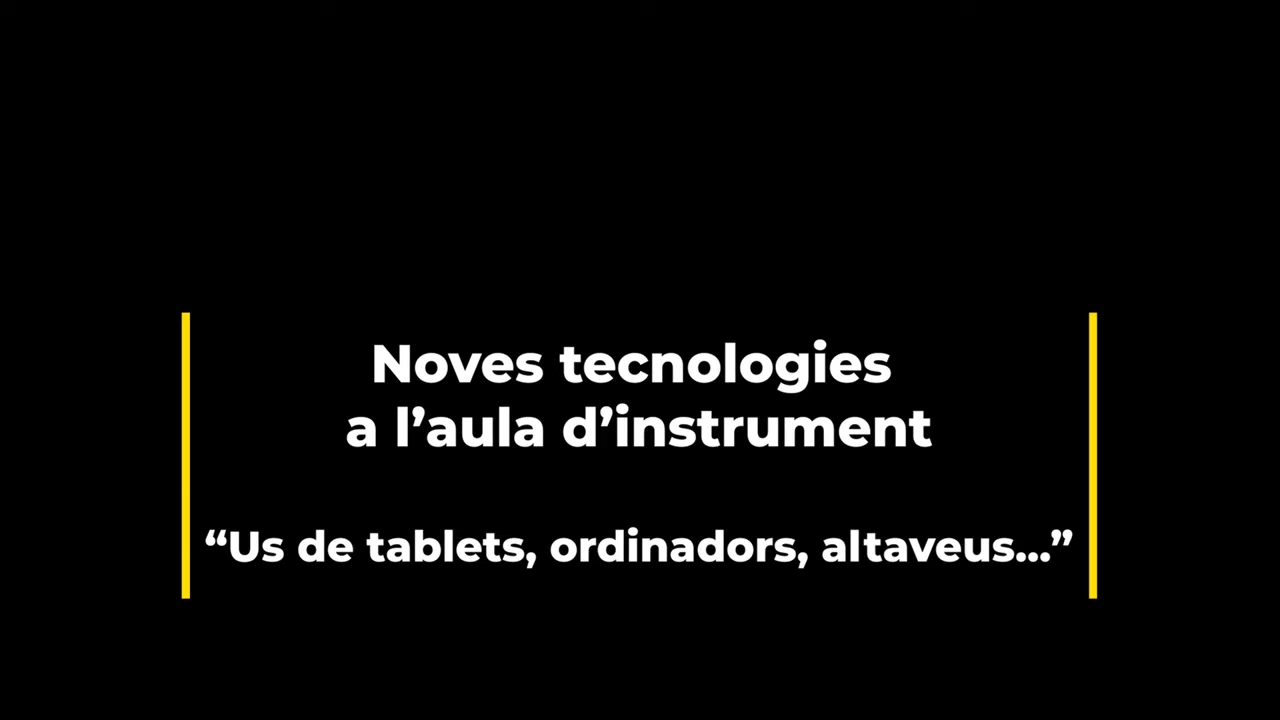 Noves tecnologies
a l’aula d’instrument
“Us de tablets, ordinadors, altaveus...”